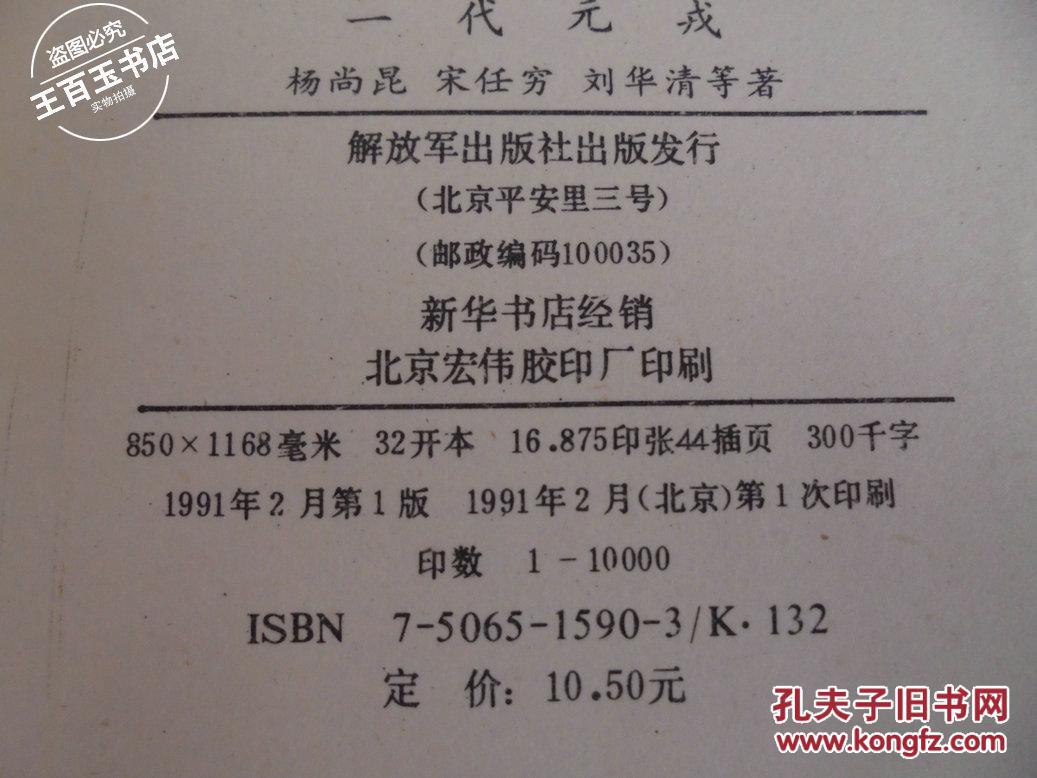 一代元戎
杨尚昆 宋任穷 刘华清等著
解放军出版社出版发行
(北京平安里三号)
(邮政编码100035)
新华书店经销
北京宏伟胶印厂印刷
850×1168毫米 32开本 16.875印张44插页 300千字
1991年2月第1版 1991年2月(北京)第1次印刷
印数 1-10000
ISBN 7-5065-1590-3/K·132
定 价: 10.50元
盗图必究
王百玉书店
实物拍摄
孔夫子旧书网
www.kongfz.com